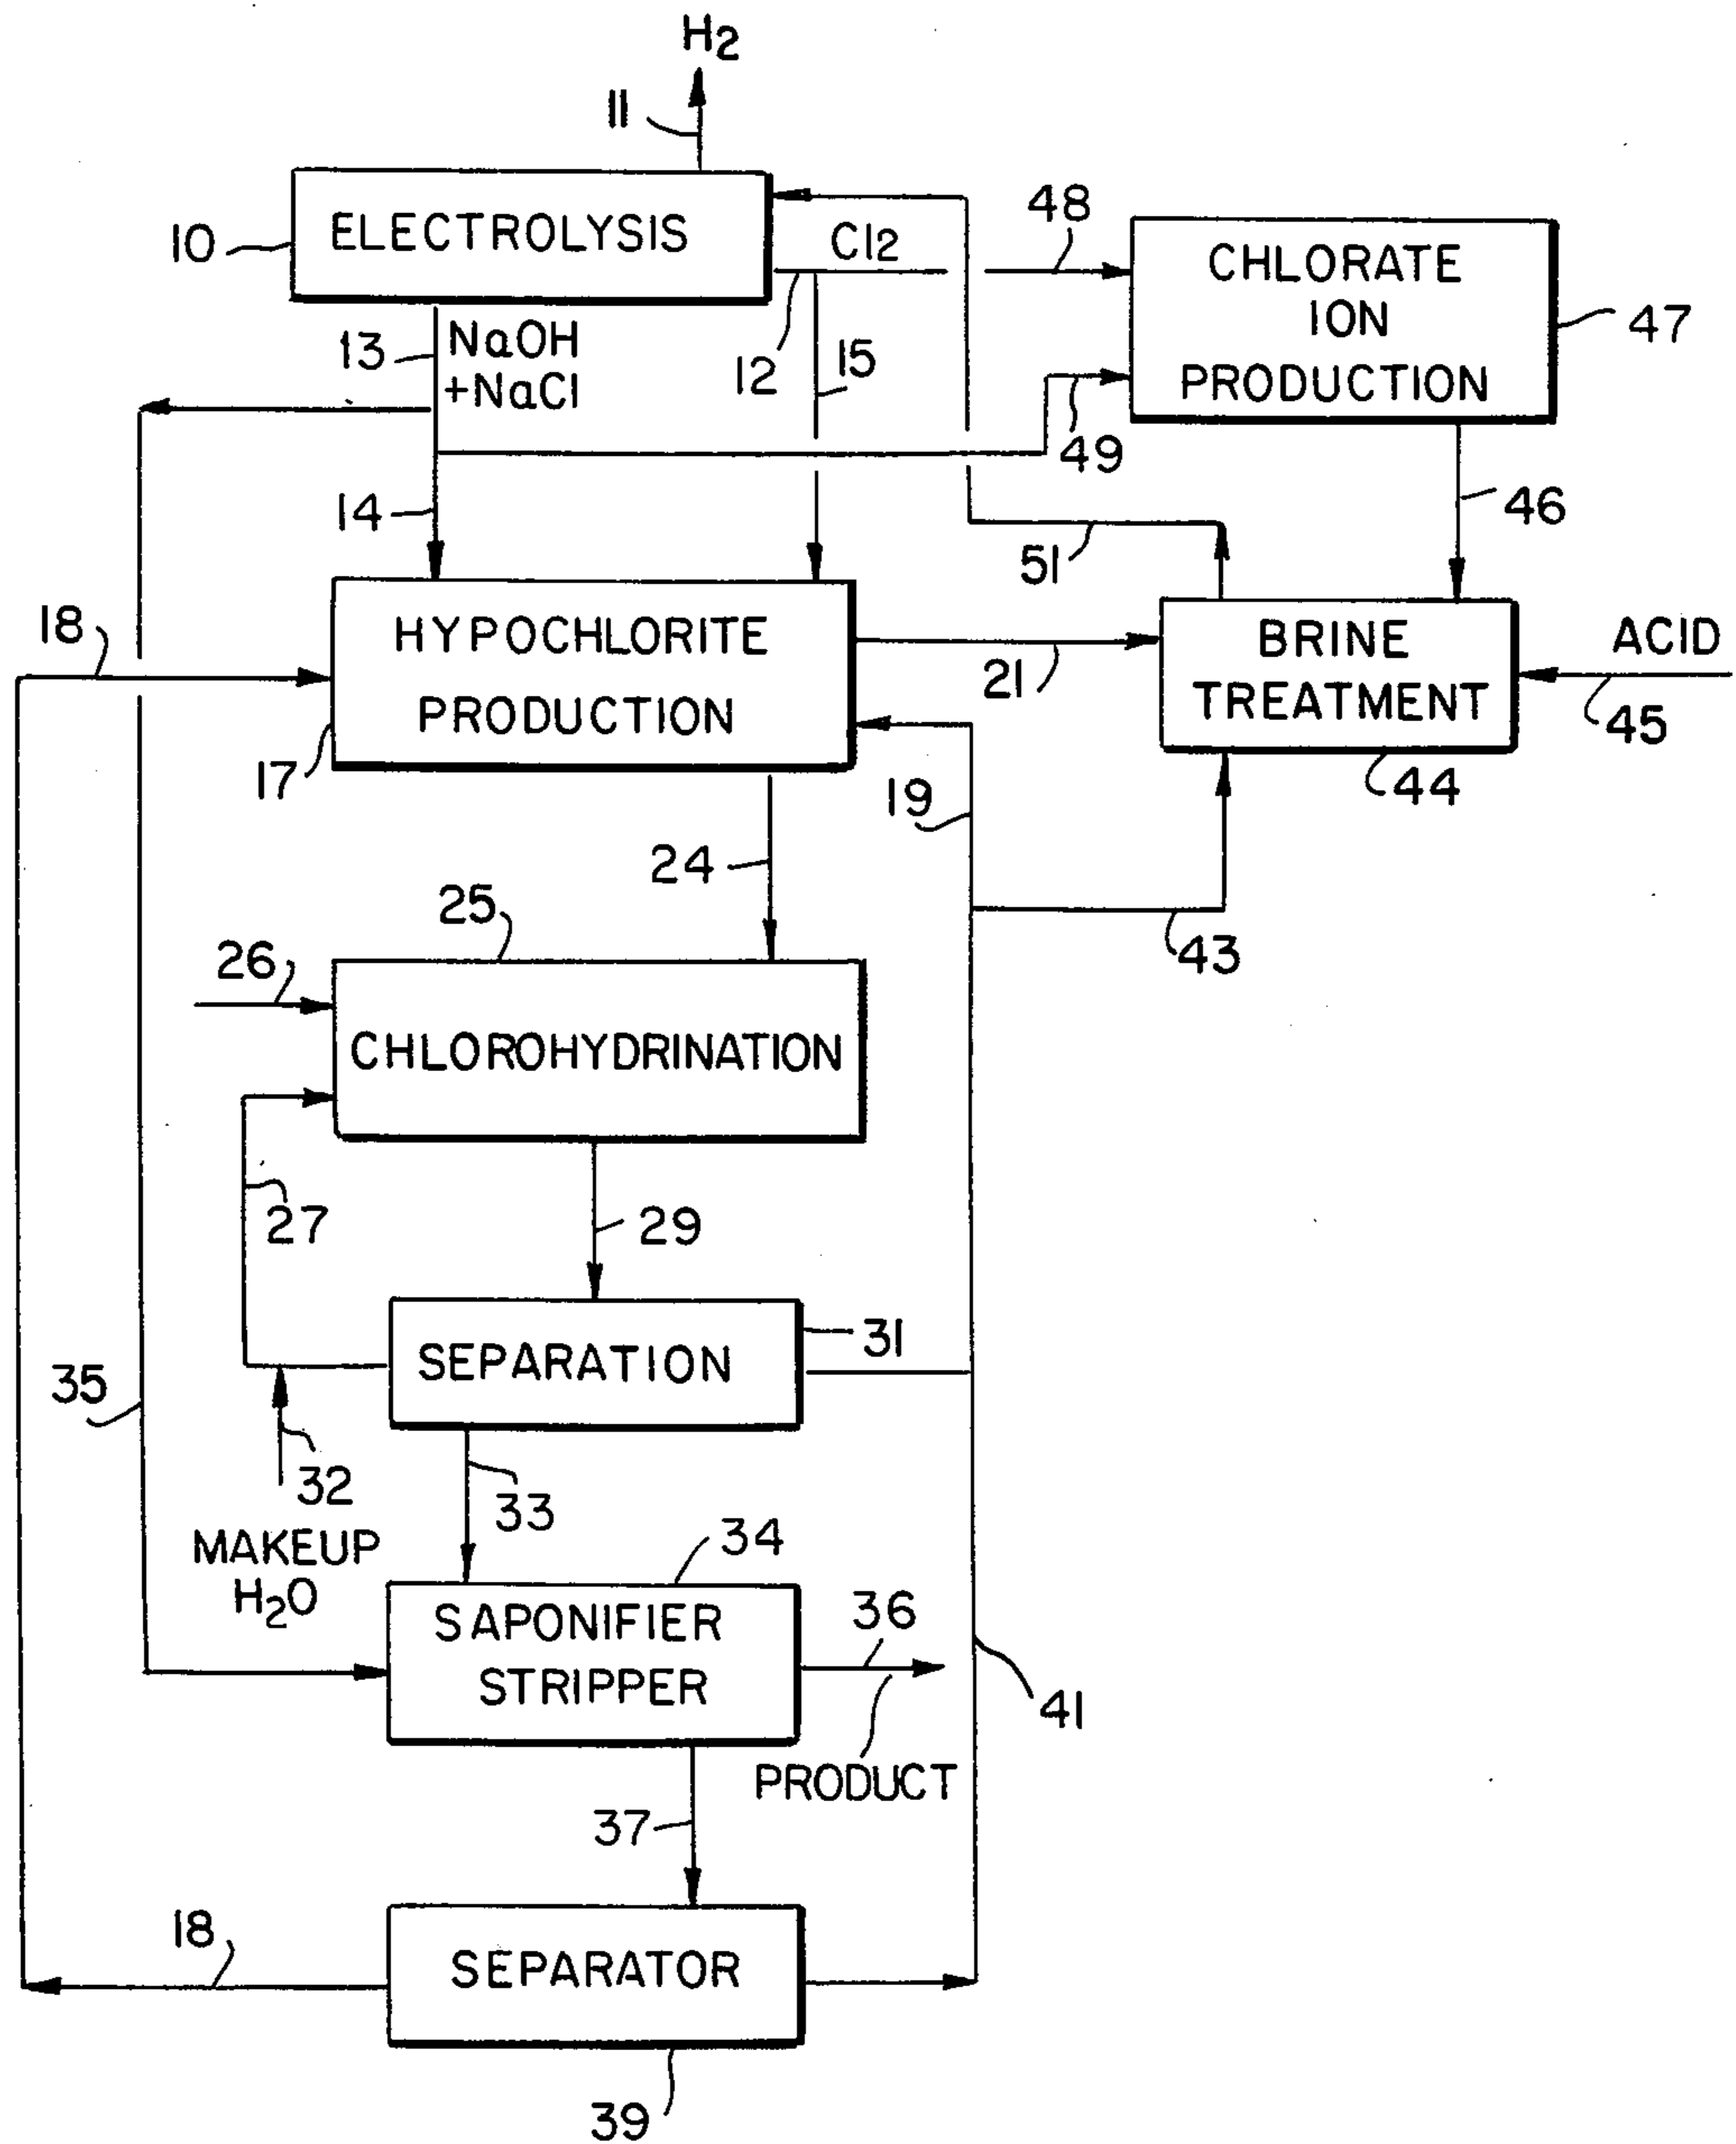 H2
11
ELECTROLYSIS
10
Cl2
48
CHLORATE
ION
PRODUCTION
47
13
NaOH
+NaCl
12
15
49
14
46
51
18
HYPOCHLORITE
PRODUCTION
17
21
BRINE
TREATMENT
ACID
45
44
19
24
43
25
26
CHLOROHYDRINATION
27
29
SEPARATION
31
35
32
MAKEUP
H2O
33
34
SAPONIFIER
STRIPPER
36
PRODUCT
41
37
18
SEPARATOR
39